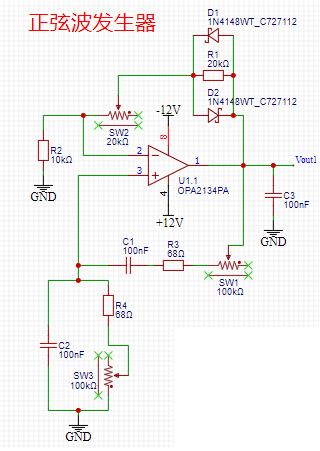 正弦波发生器
D1
1N4148WT_C727112
R1
20kΩ
D2
1N4148WT_C727112
-12V
SW2
20kΩ
R2
10kΩ
GND
8
2
3
1
4
U1.1
OPA2134PA
+12V
Vout1
C3
100nF
GND
C1
100nF
R3
68Ω
SW1
100kΩ
R4
68Ω
C2
100nF
SW3
100kΩ
GND